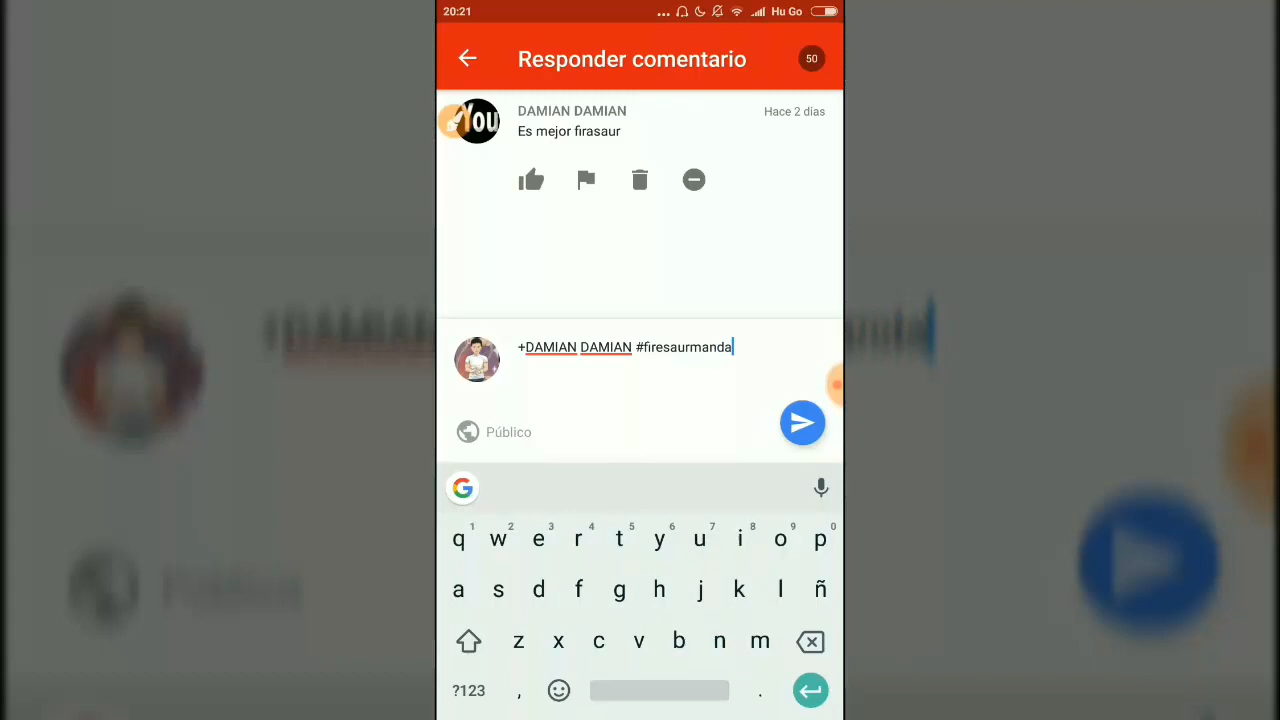 20:21
Hu Go
Responder comentario
50
You
DAMIAN DAMIAN
Hace 2 dias
Es mejor firasaur
+DAMIAN DAMIAN #firesaurmanda
Público
G
1 2 3 4 5 6 7 8 9 0
q w e r t y u i o p
a s d f g h j k l ñ
z x c v b n m
?123 , .